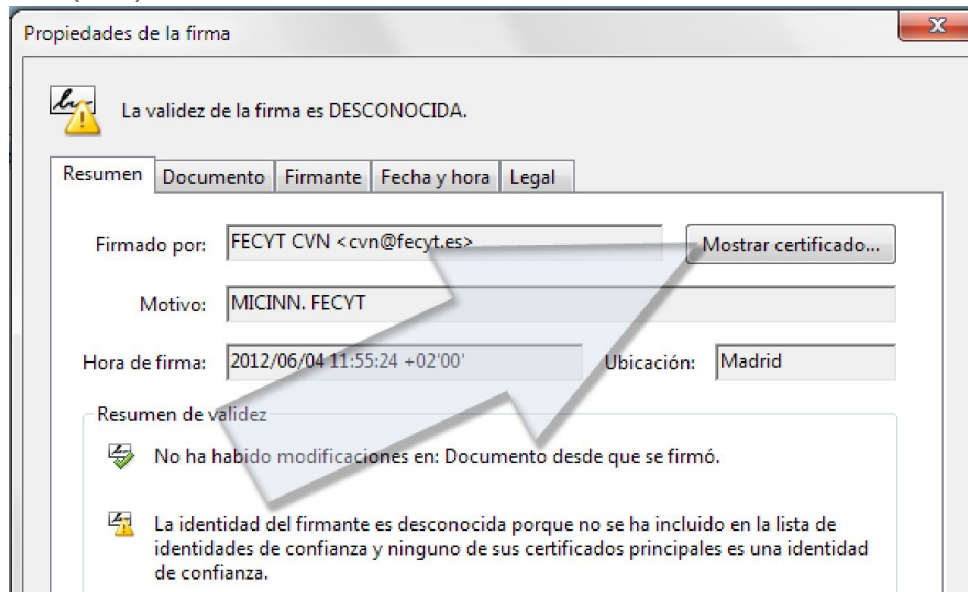 Propiedades de la firma
La validez de la firma es DESCONOCIDA.
Resumen Documento Firmante Fecha y hora Legal
Firmado por: FECYT CVN <cvn@fecyt.es> Mostrar certificado...
Motivo: MICINN. FECYT
Hora de firma: 2012/06/04 11:55:24 +02'00' Ubicación: Madrid
Resumen de validez
No ha habido modificaciones en: Documento desde que se firmó.
La identidad del firmante es desconocida porque no se ha incluido en la lista de
identidades de confianza y ninguno de sus certificados principales es una identidad
de confianza.